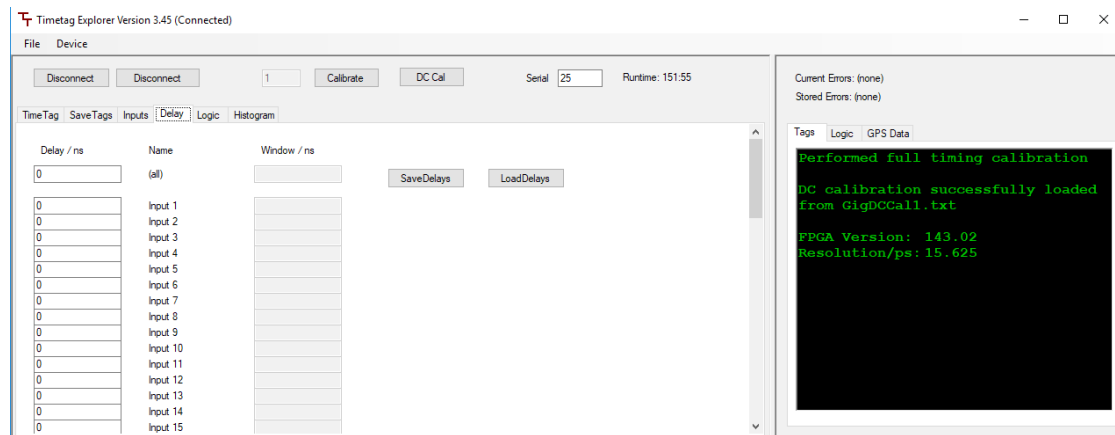 Timetag Explorer Version 3.45 (Connected)
File Device
Disconnect Disconnect 1 Calibrate DC Cal Serial 25 Runtime: 151:55
TimeTag SaveTags Inputs Delay Logic Histogram
Delay / ns Name Window / ns
0 (all) SaveDelays LoadDelays
0 Input 1
0 Input 2
0 Input 3
0 Input 4
0 Input 5
0 Input 6
0 Input 7
0 Input 8
0 Input 9
0 Input 10
0 Input 11
0 Input 12
0 Input 13
0 Input 14
0 Input 15
Current Errors: (none)
Stored Errors: (none)
Tags Logic GPS Data
Performed full timing calibration
DC calibration successfully loaded
from GigDCCal1.txt
FPGA Version: 143.02
Resolution/ps: 15.625